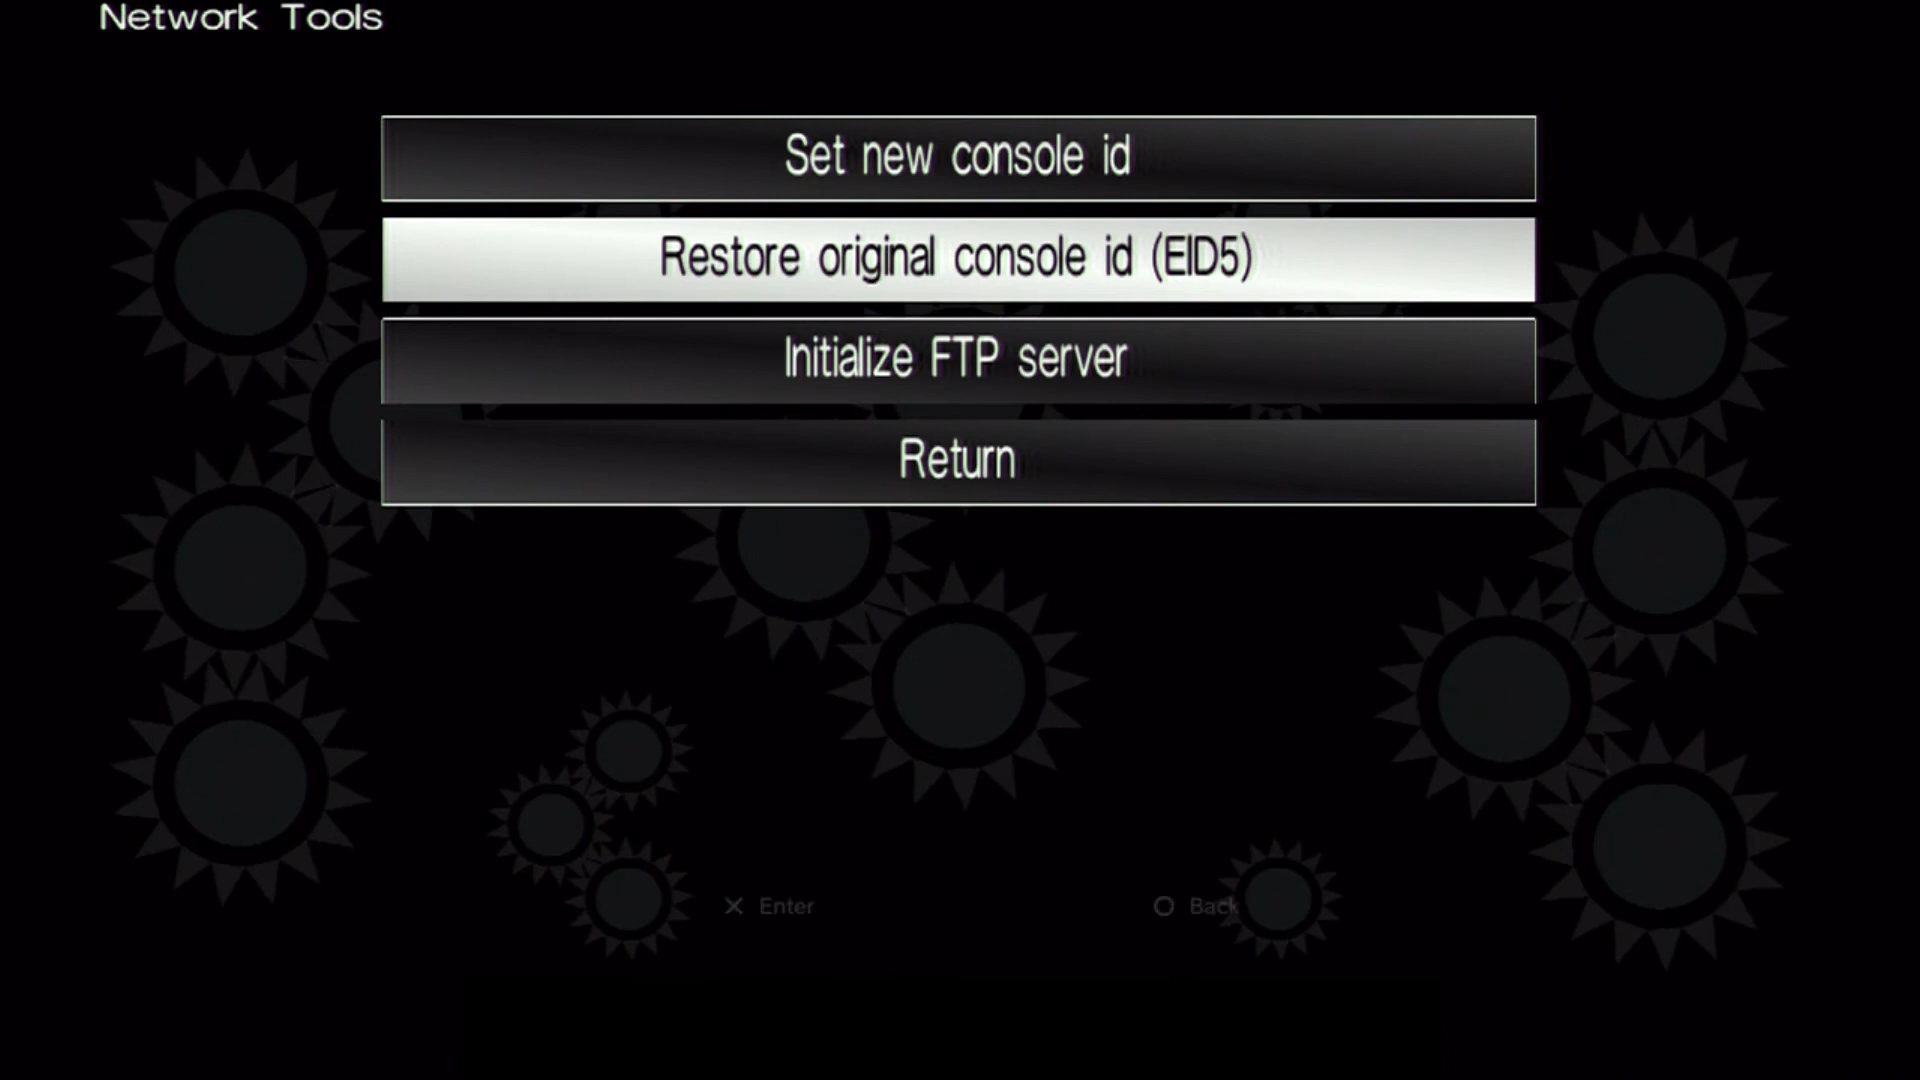 Network Tools
Set new console id
Restore original console id (EID5)
Initialize FTP server
Return
Enter
Back